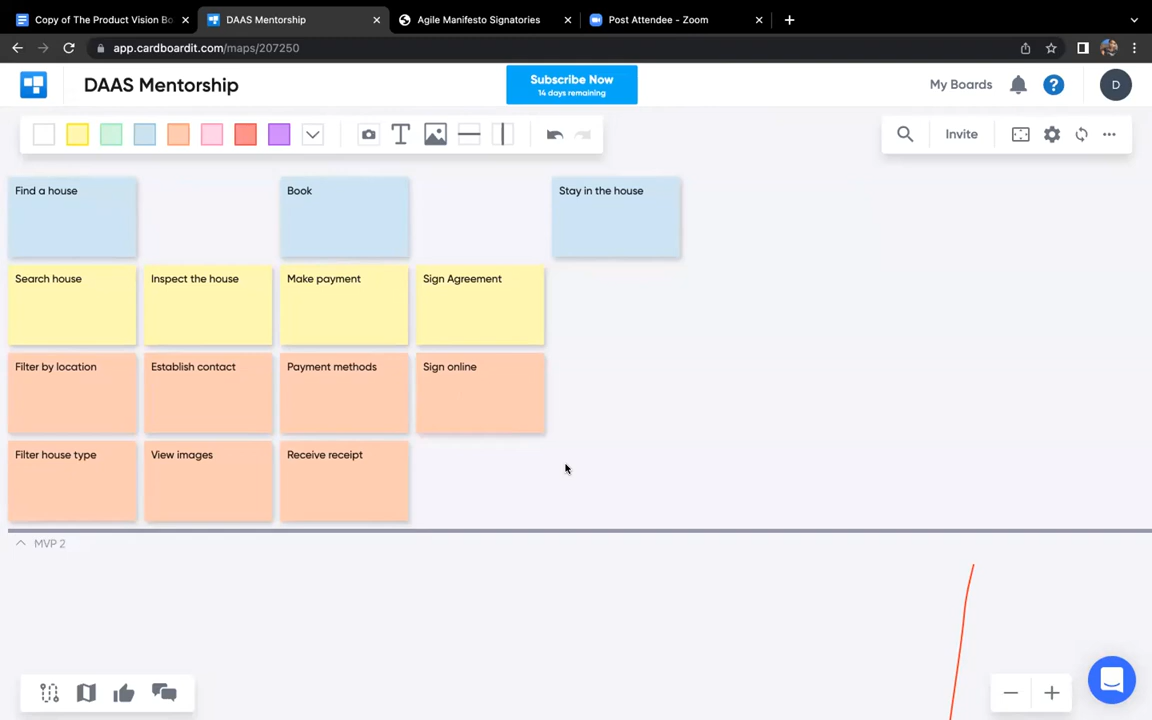 Copy of The Product Vision Bo
DAAS Mentorship
Agile Manifesto Signatories
Post Attendee - Zoom
app.cardboardit.com/maps/207250
DAAS Mentorship
Subscribe Now
14 days remaining
My Boards
?
D
T
Invite
Find a house
Book
Stay in the house
Search house
Inspect the house
Make payment
Sign Agreement
Filter by location
Establish contact
Payment methods
Sign online
Filter house type
View images
Receive receipt
MVP 2